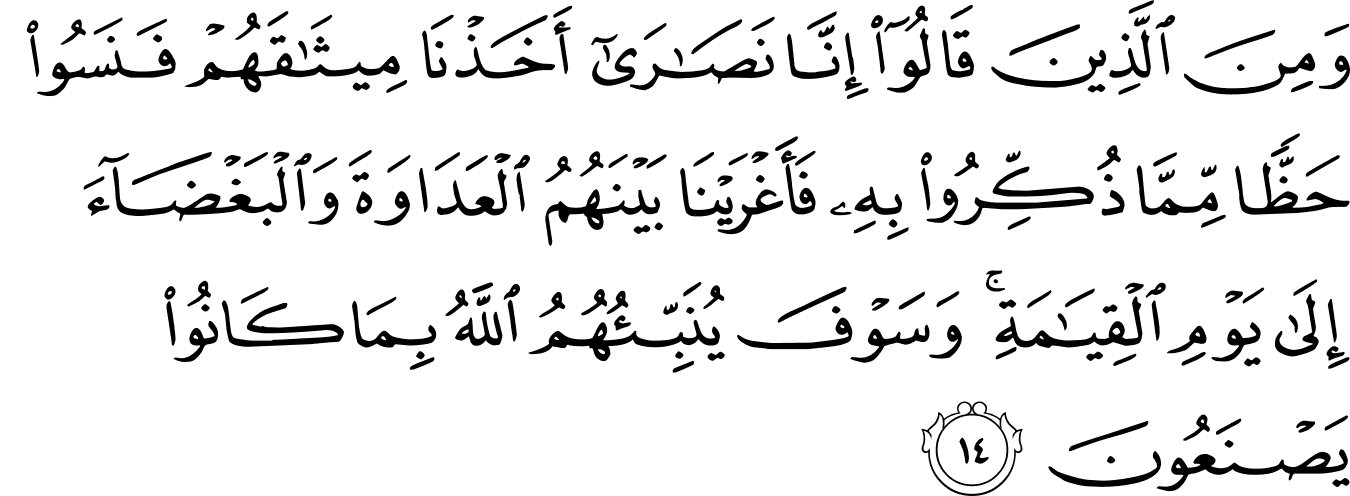 وَمِنَ ٱلَّذِينَ قَالُوٓا۟ إِنَّا نَصَـٰرَىٰٓ أَخَذْنَا مِيثَـٰقَهُمْ فَنَسُوا۟
حَظًّا مِّمَّا ذُكِّرُوا۟ بِهِۦ فَأَغْرَيْنَا بَيْنَهُمُ ٱلْعَدَاوَةَ وَٱلْبَغْضَآءَ
إِلَىٰ يَوْمِ ٱلْقِيَـٰمَةِ ۚ وَسَوْفَ يُنَبِّئُهُمُ ٱللَّهُ بِمَا كَانُوا۟
يَصْنَعُونَ ١٤